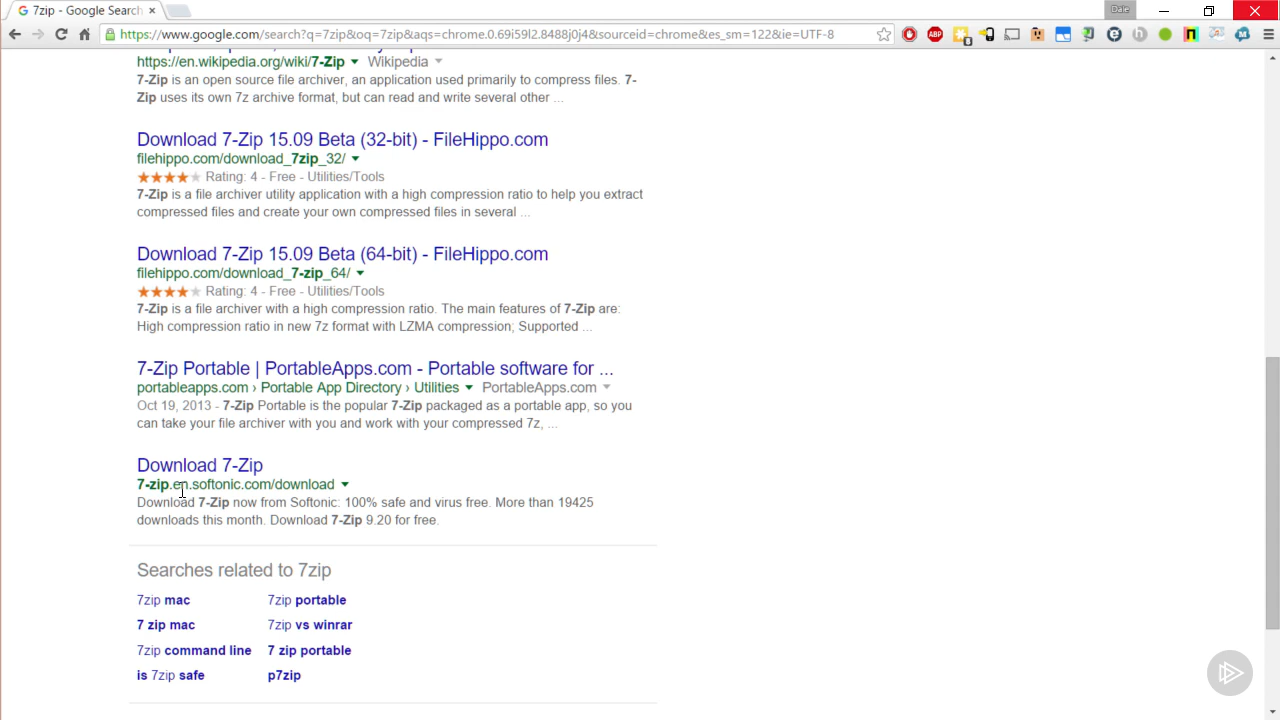 7zip - Google Search
Dale
https://www.google.com/search?q=7zip&oq=7zip&aqs=chrome.0.69i59l2.8488j0j4&sourceid=chrome&es_sm=122&ie=UTF-8
https://en.wikipedia.org/wiki/7-Zip Wikipedia
7-Zip is an open source file archiver, an application used primarily to compress files. 7-
Zip uses its own 7z archive format, but can read and write several other ...
Download 7-Zip 15.09 Beta (32-bit) - FileHippo.com
filehippo.com/download_7zip_32/
Rating: 4 - Free - Utilities/Tools
7-Zip is a file archiver utility application with a high compression ratio to help you extract
compressed files and create your own compressed files in several ...
Download 7-Zip 15.09 Beta (64-bit) - FileHippo.com
filehippo.com/download_7-zip_64/
Rating: 4 - Free - Utilities/Tools
7-Zip is a file archiver with a high compression ratio. The main features of 7-Zip are:
High compression ratio in new 7z format with LZMA compression; Supported ...
7-Zip Portable | PortableApps.com - Portable software for ...
portableapps.com › Portable App Directory › Utilities PortableApps.com
Oct 19, 2013 - 7-Zip Portable is the popular 7-Zip packaged as a portable app, so you
can take your file archiver with you and work with your compressed 7z, ...
Download 7-Zip
7-zip.en.softonic.com/download
Download 7-Zip now from Softonic: 100% safe and virus free. More than 19425
downloads this month. Download 7-Zip 9.20 for free.
Searches related to 7zip
7zip mac 7zip portable
7 zip mac 7zip vs winrar
7zip command line 7 zip portable
is 7zip safe p7zip